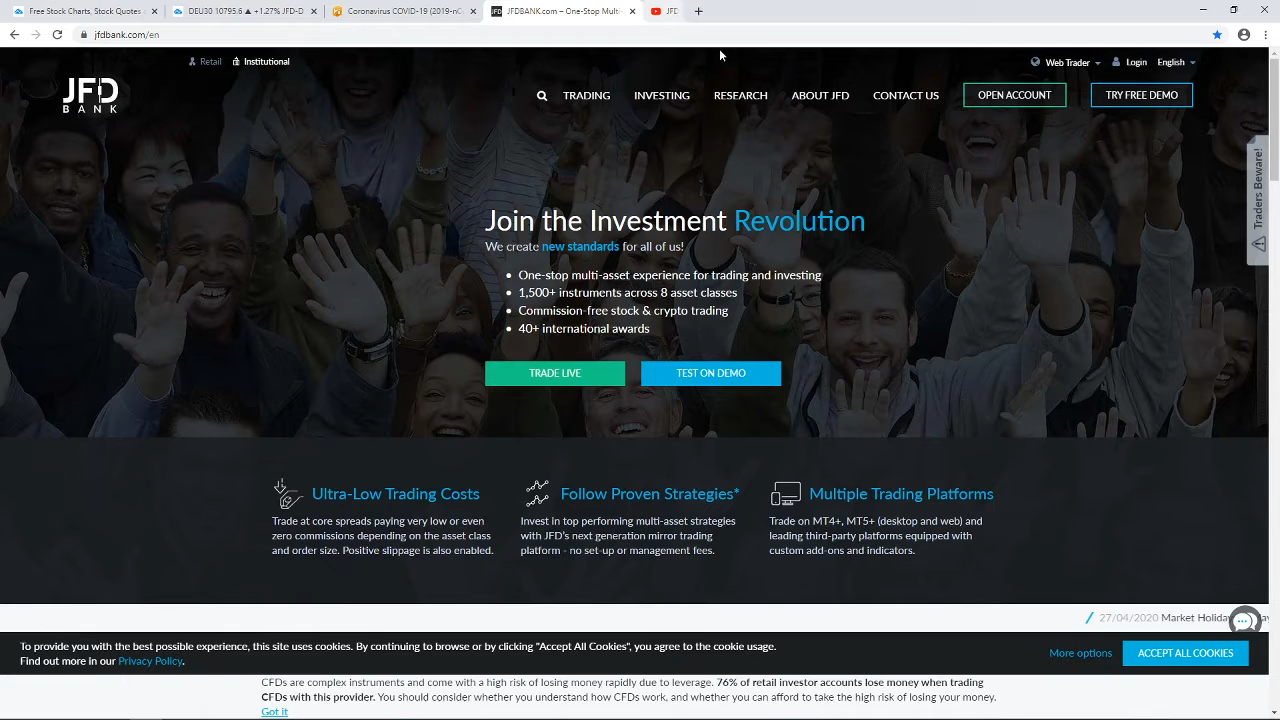 Free Stock Charts, Stock Quotes a
DEU30 10795.6 ▲ +1.27% JFD-D
Coronavirus COVID-19 (2019-nC
JFDBANK.com – One-Stop Multi-
JFD
jfdbank.com/en
Retail
Institutional
Web Trader
Login
English
JFD
BANK
TRADING
INVESTING
RESEARCH
ABOUT JFD
CONTACT US
OPEN ACCOUNT
TRY FREE DEMO
Traders Beware!
Join the Investment Revolution
We create new standards for all of us!
• One-stop multi-asset experience for trading and investing
• 1,500+ instruments across 8 asset classes
• Commission-free stock & crypto trading
• 40+ international awards
TRADE LIVE
TEST ON DEMO
Ultra-Low Trading Costs
Trade at core spreads paying very low or even
zero commissions depending on the asset class
and order size. Positive slippage is also enabled.
Follow Proven Strategies*
Invest in top performing multi-asset strategies
with JFD's next generation mirror trading
platform - no set-up or management fees.
Multiple Trading Platforms
Trade on MT4+, MT5+ (desktop and web) and
leading third-party platforms equipped with
custom add-ons and indicators.
27/04/2020 Market Holiday
To provide you with the best possible experience, this site uses cookies. By continuing to browse or by clicking "Accept All Cookies", you agree to the cookie usage.
Find out more in our Privacy Policy.
More options
ACCEPT ALL COOKIES
CFDs are complex instruments and come with a high risk of losing money rapidly due to leverage. 76% of retail investor accounts lose money when trading
CFDs with this provider. You should consider whether you understand how CFDs work, and whether you can afford to take the high risk of losing your money.
Got it